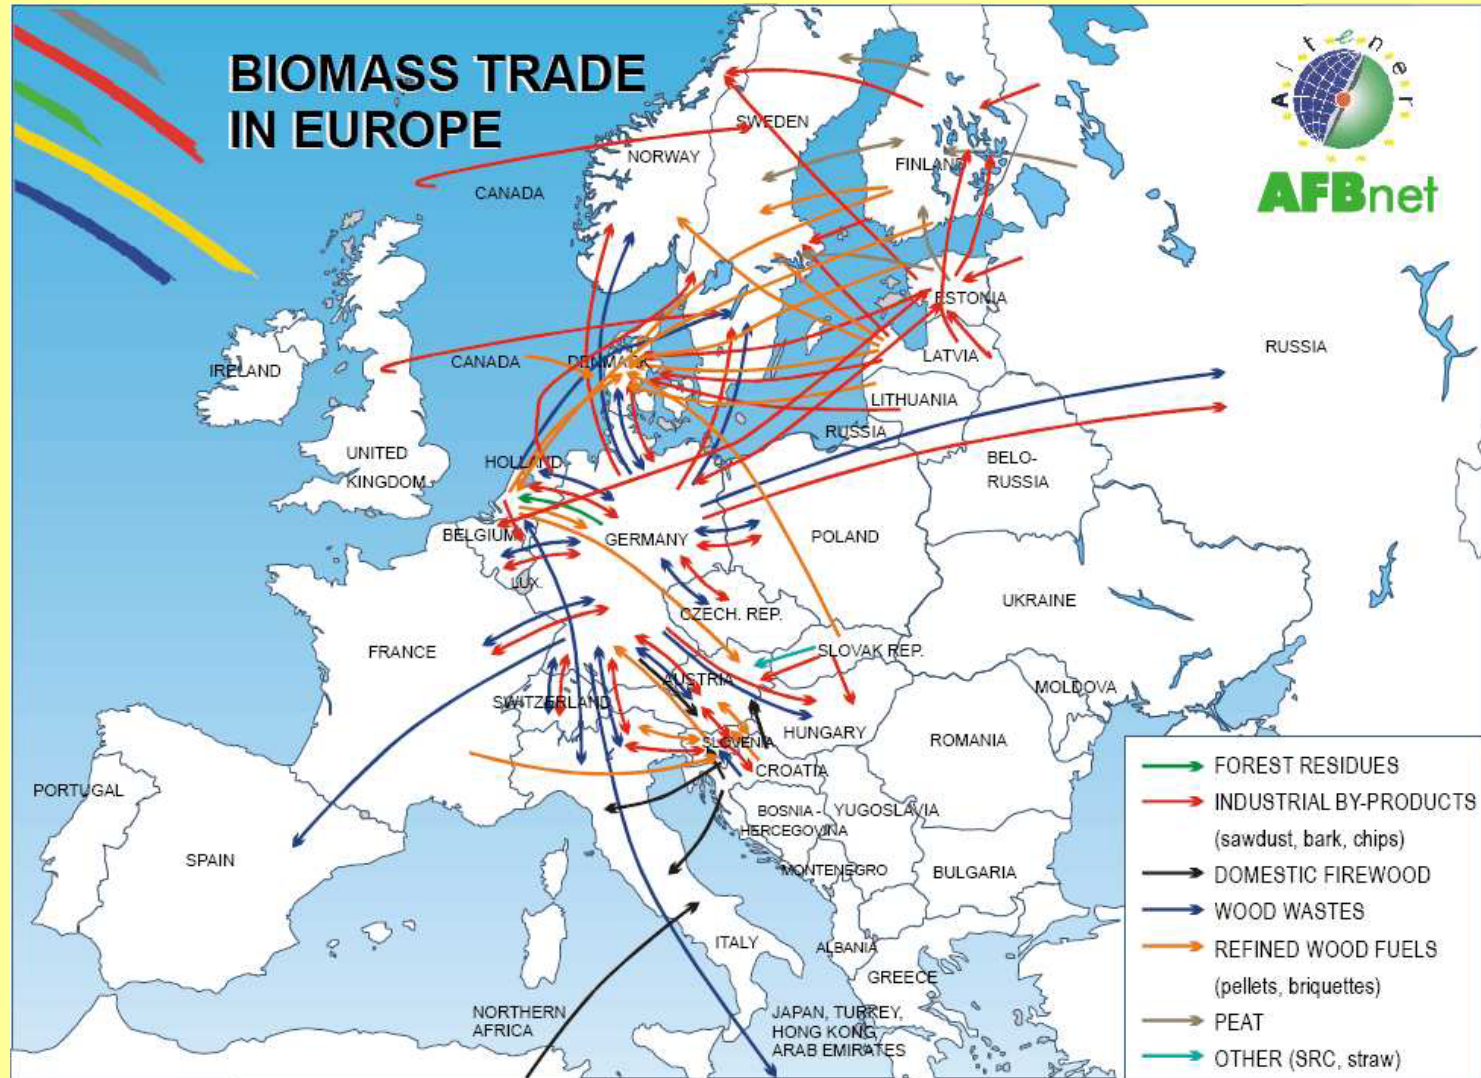 BIOMASS TRADE
IN EUROPE
Altener
AFBnet
SWEDEN
NORWAY
FINLAND
CANADA
ESTONIA
RUSSIA
LATVIA
IRELAND
CANADA
DENMARK
LITHUANIA
RUSSIA
UNITED
KINGDOM
HOLLAND
BELO-
RUSSIA
BELGIUM
GERMANY
POLAND
LUX.
CZECH. REP.
UKRAINE
FRANCE
SLOVAK REP.
AUSTRIA
SWITZERLAND
MOLDOVA
HUNGARY
SLOVENIA
ROMANIA
CROATIA
PORTUGAL
BOSNIA -
HERCEGOVINA
YUGOSLAVIA
SPAIN
MONTENEGRO
BULGARIA
ITALY
ALBANIA
GREECE
NORTHERN
AFRICA
JAPAN, TURKEY,
HONG KONG,
ARAB EMIRATES
FOREST RESIDUES
INDUSTRIAL BY-PRODUCTS
(sawdust, bark, chips)
DOMESTIC FIREWOOD
WOOD WASTES
REFINED WOOD FUELS
(pellets, briquettes)
PEAT
OTHER (SRC, straw)